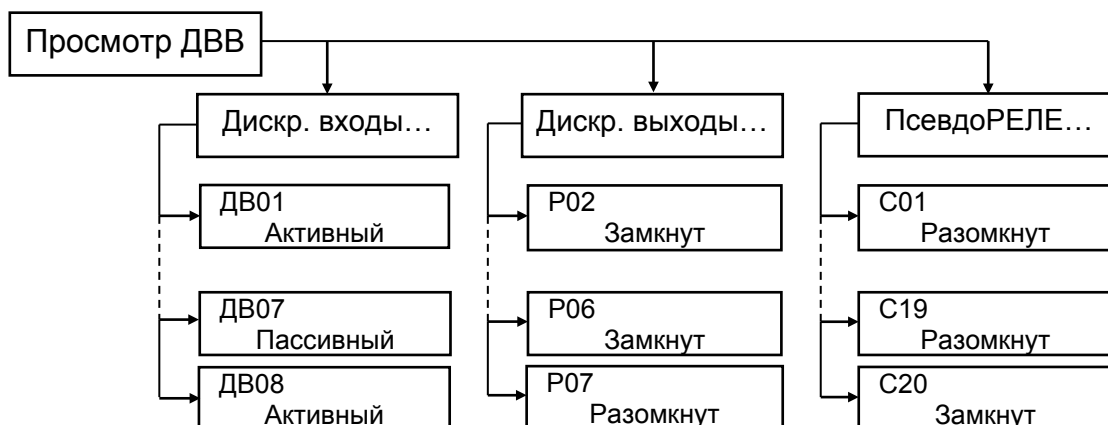 Просмотр ДВВ
Дискр. входы…
Дискр. выходы…
ПсевдоРЕЛЕ…
ДВ01
Активный
Р02
Замкнут
С01
Разомкнут
ДВ07
Пассивный
Р06
Замкнут
С19
Разомкнут
ДВ08
Активный
Р07
Разомкнут
С20
Замкнут